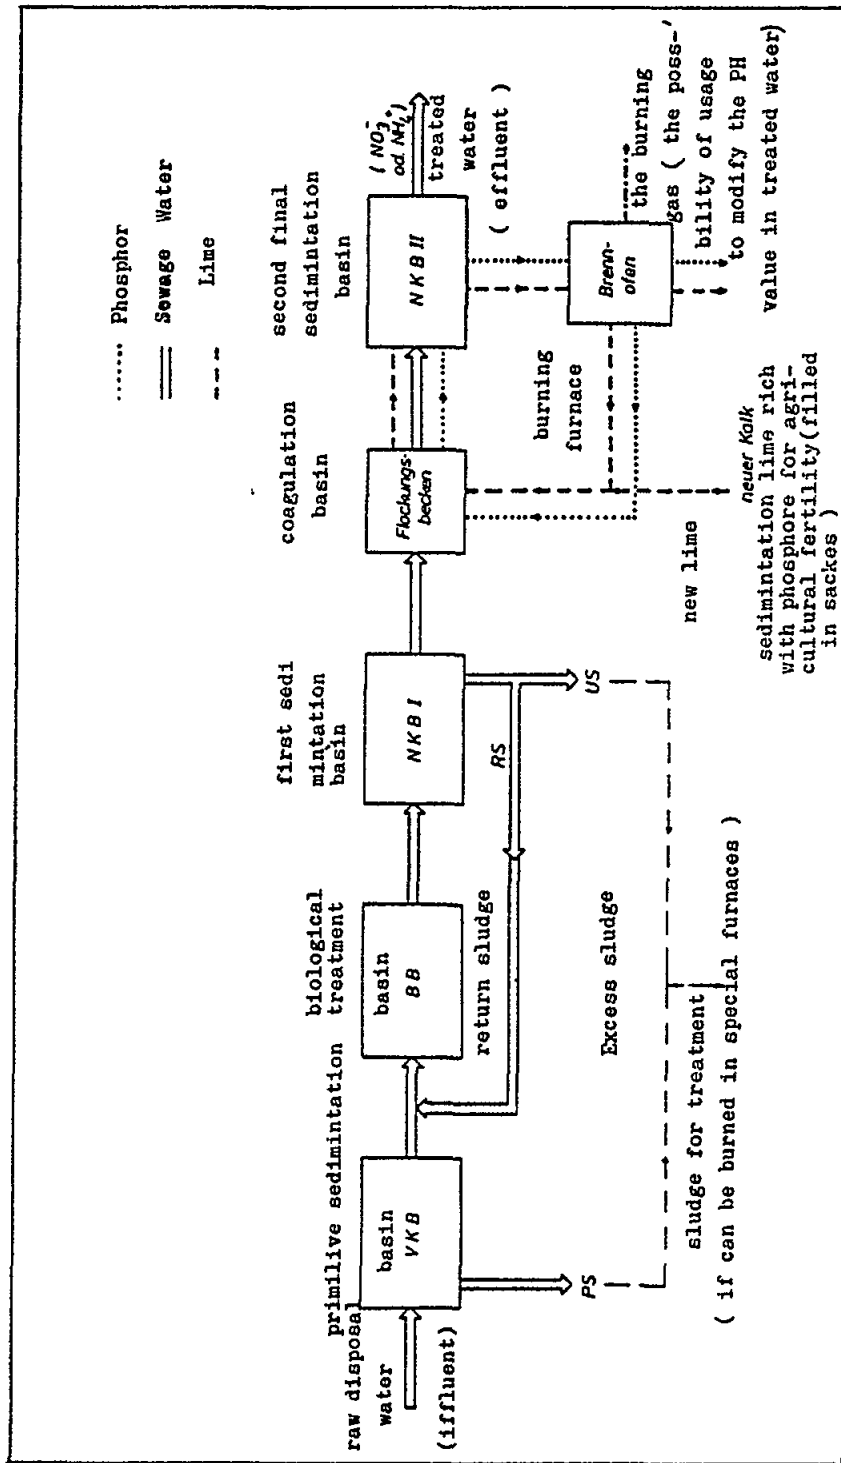 ...... Phosphor
═══ Sewage Water
--- Lime
raw disposal
water
(iffluent)
primilive sedimintation
basin
VKB
biological
treatment
basin
BB
first sedi
mintation
basin
NKB I
coagulation
basin
Flockungs-
becken
second final
sedimintation
basin
NKB II
(NO₃⁻
od. NH₄⁺)
treated
water
( effluent )
return sludge
RS
PS
US
Excess sludge
sludge for treatment
( if can be burned in special furnaces )
burning
furnace
Brenn-
ofen
the burning
gas ( the poss-'
bility of usage
to modify the PH
value in treated water)
new lime
neuer Kalk
sedimintation lime rich
with phosphore for agri-
cultural fertility(filled
in sackes )